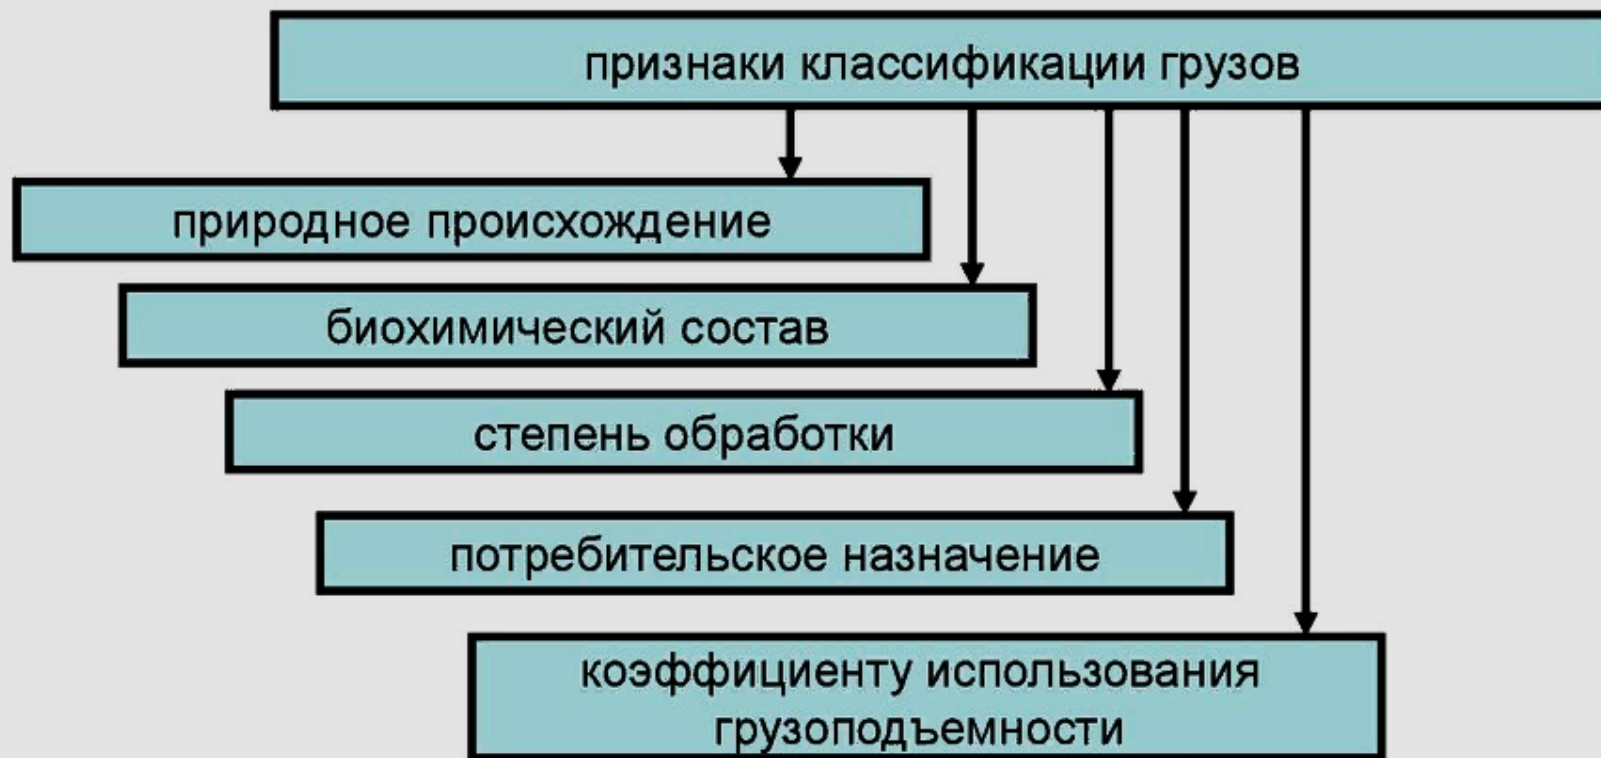 признаки классификации грузов
природное происхождение
биохимический состав
степень обработки
потребительское назначение
коэффициенту использования
грузоподъемности